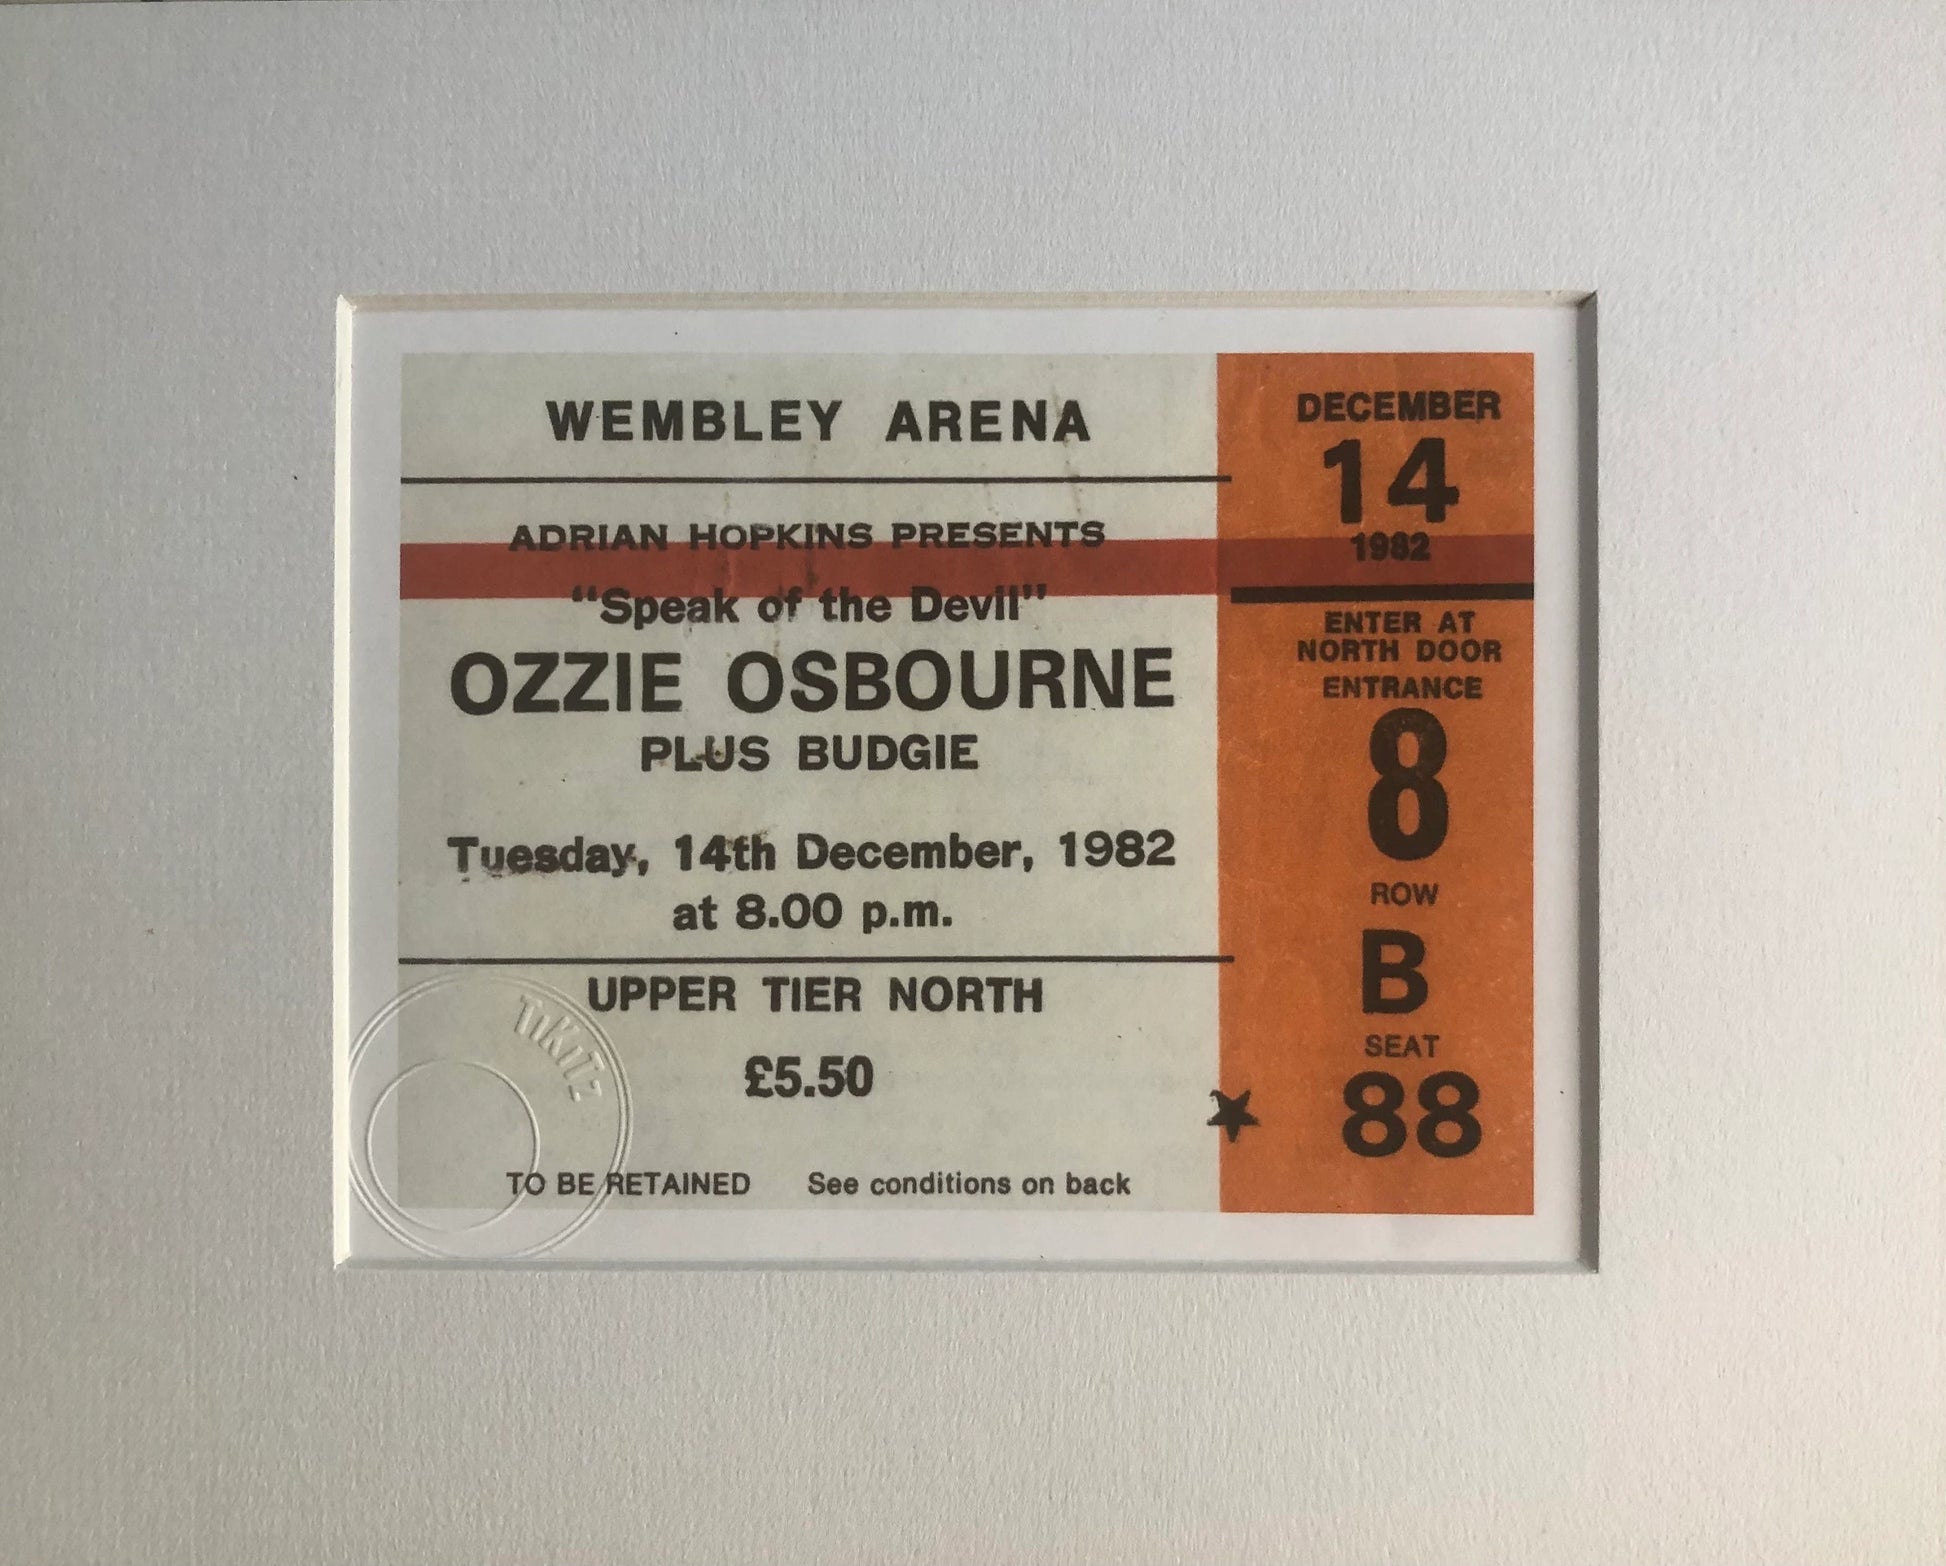 WEMBLEY ARENA
ADRIAN HOPKINS PRESENTS
"Speak of the Devil"
OZZIE OSBOURNE
PLUS BUDGIE
Tuesday, 14th December, 1982
at 8.00 p.m.
UPPER TIER NORTH
£5.50
TO BE RETAINED See conditions on back
TIKITZ
DECEMBER
14
1982
ENTER AT
NORTH DOOR
ENTRANCE
8
ROW
B
SEAT
88